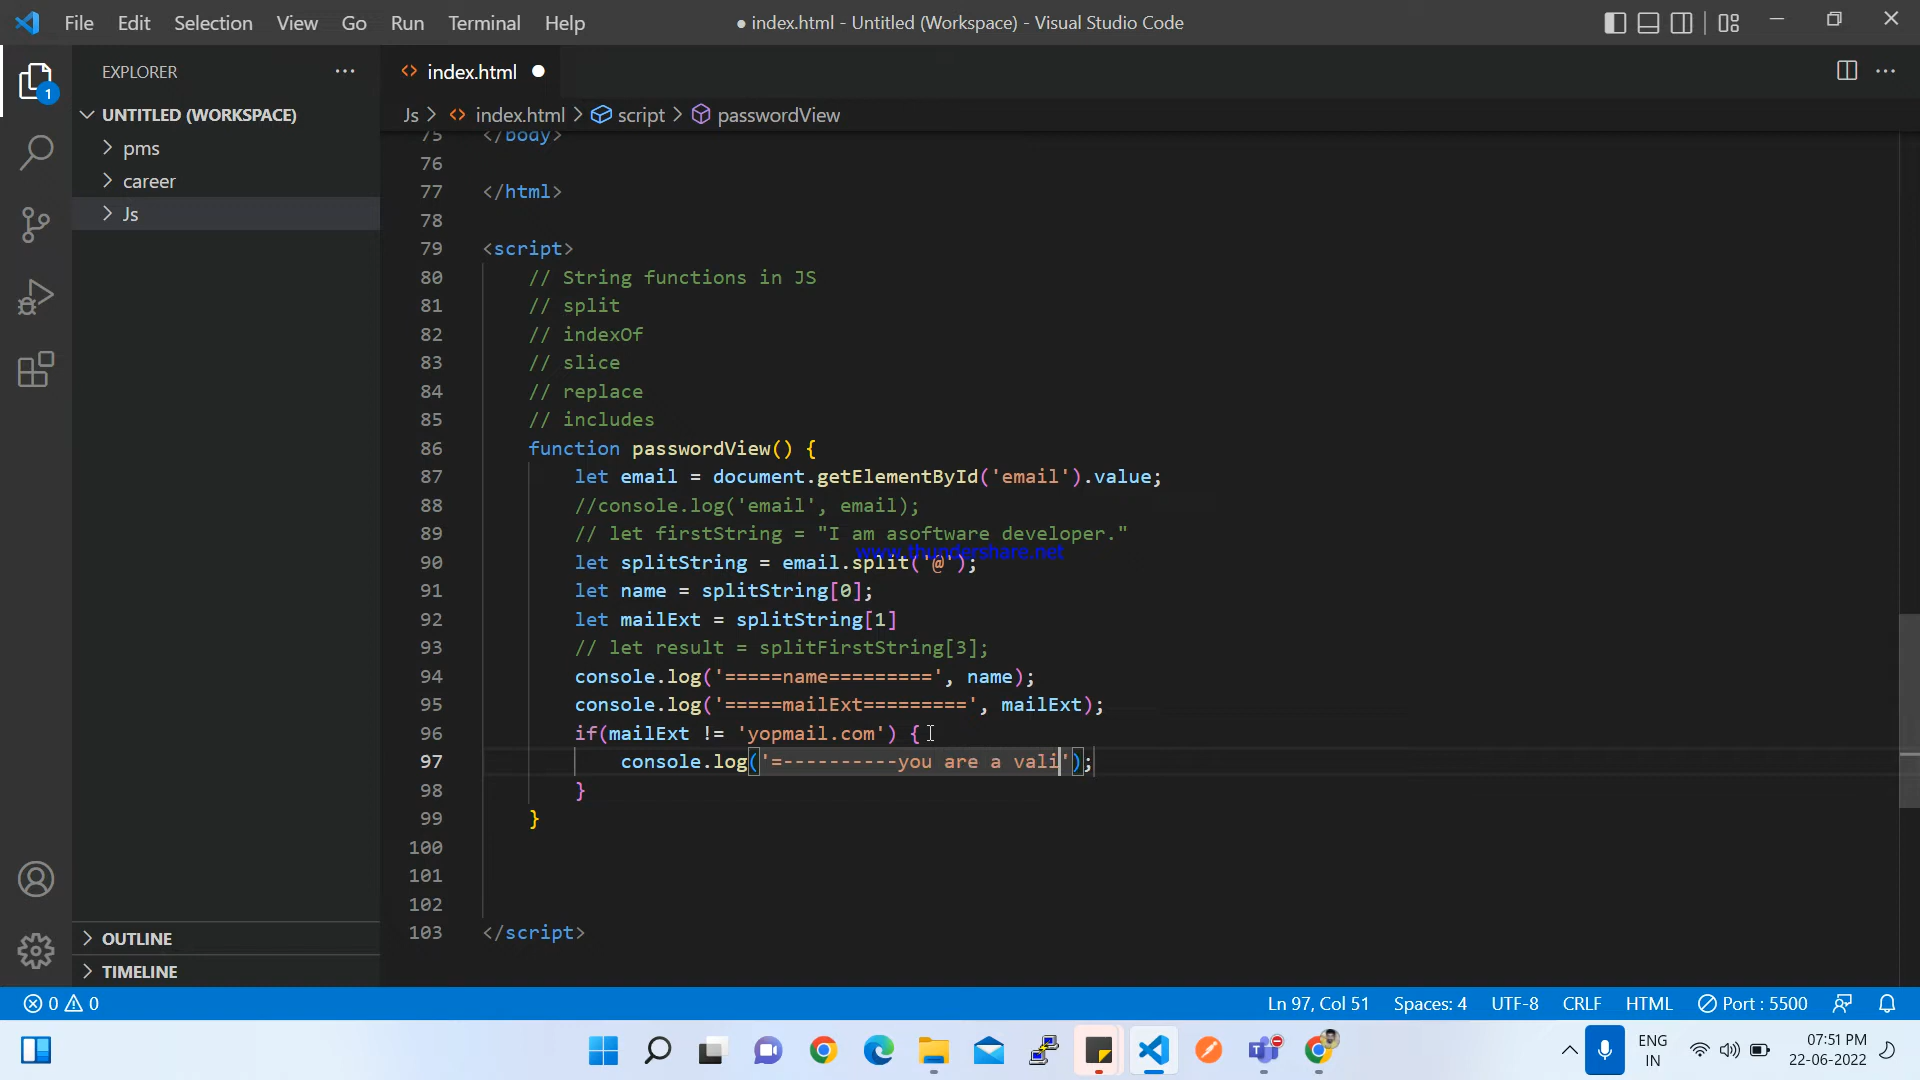 File Edit Selection View Go Run Terminal Help
● index.html - Untitled (Workspace) - Visual Studio Code
EXPLORER
index.html
1
UNTITLED (WORKSPACE)
pms
career
Js
Js > index.html > script > passwordView
75 </body>
76
77 </html>
78
79 <script>
80 // String functions in JS
81 // split
82 // indexOf
83 // slice
84 // replace
85 // includes
86 function passwordView() {
87 let email = document.getElementById('email').value;
88 //console.log('email', email);
89 // let firstString = "I am asoftware developer."
www.thundershare.net
90 let splitString = email.split('@');
91 let name = splitString[0];
92 let mailExt = splitString[1]
93 // let result = splitFirstString[3];
94 console.log('=====name=========', name);
95 console.log('=====mailExt=========', mailExt);
96 if(mailExt != 'yopmail.com') {
97 console.log('=----------you are a vali');
98 }
99 }
100
101
102
103 </script>
OUTLINE
TIMELINE
0 0
Ln 97, Col 51 Spaces: 4 UTF-8 CRLF HTML Port : 5500
ENG
IN
07:51 PM
22-06-2022